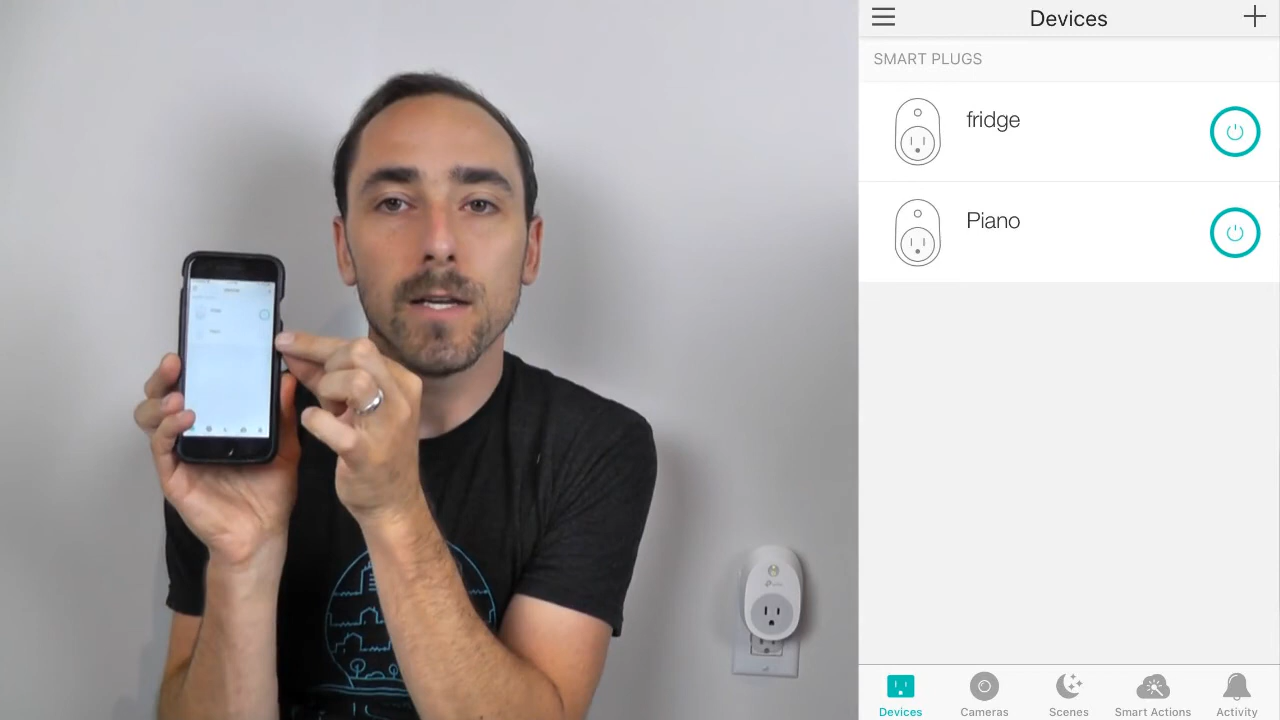 Devices
SMART PLUGS
fridge
Piano
Devices
Cameras
Scenes
Smart Actions
Activity